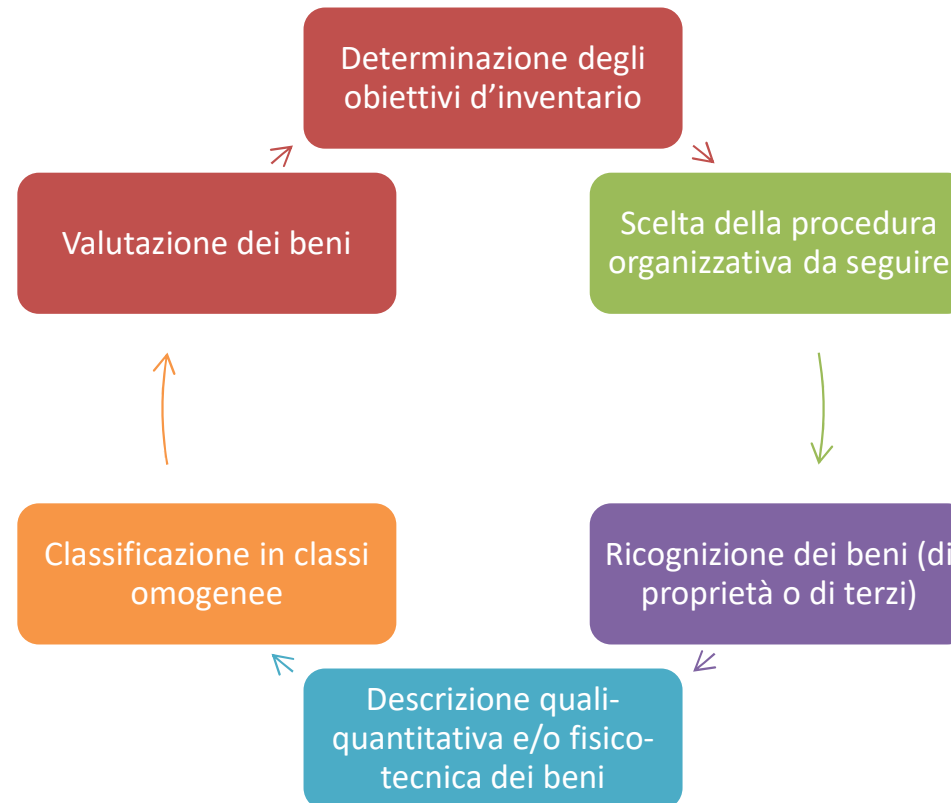 Determinazione degli
obiettivi d’inventario
Scelta della procedura
organizzativa da seguire
Ricognizione dei beni (di
proprietà o di terzi)
Descrizione quali-
quantitativa e/o fisico-
tecnica dei beni
Classificazione in classi
omogenee
Valutazione dei beni